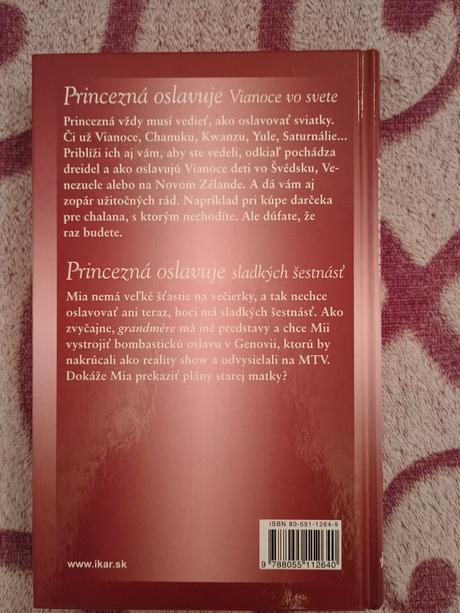 Princezná oslavuje Vianoce vo svete
Princezná vždy musí vedieť, ako oslavovať sviatky.
Či už Vianoce, Chanuku, Kwanzu, Yule, Saturnálie...
Priblíži ich aj vám, aby ste vedeli, odkiaľ pochádza
dreidel a ako oslavujú Vianoce deti vo Švédsku, Ve-
nezuele alebo na Novom Zélande. A dá vám aj
zopár užitočných rád. Napríklad pri kúpe darčeka
pre chalana, s ktorým nechodíte. Ale dúfate, že
raz budete.
Princezná oslavuje sladkých šestnásť
Mia nemá veľké šťastie na večierky, a tak nechce
oslavovať ani teraz, hoci má sladkých šestnásť. Ako
zvyčajne, grandmère má iné predstavy a chce Mii
vystrojiť bombastickú oslavu v Genovii, ktorú by
nakrúcali ako reality show a odvysielali na MTV.
Dokáže Mia prekaziť plány starej matky?
ISBN 80-551-1264-9
9 788055 112640
www.ikar.sk